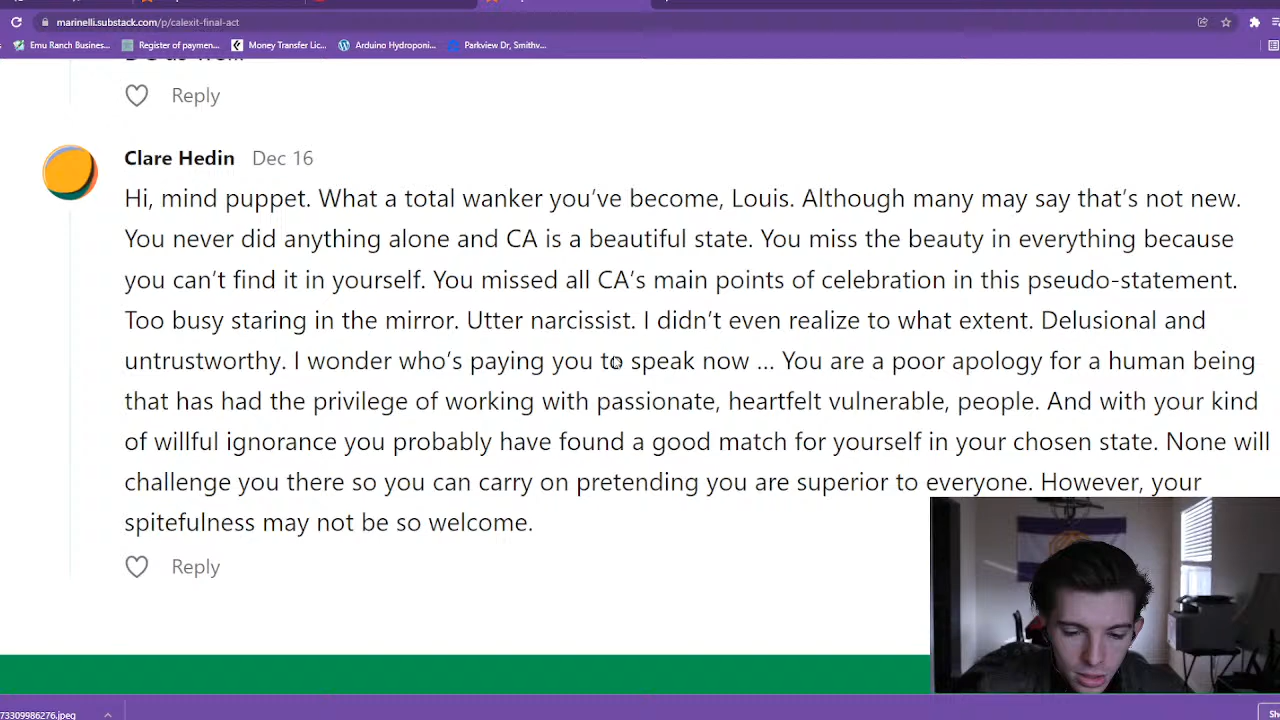 marinelli.substack.com/p/calexit-final-act
Emu Ranch Busines...
Register of paymen...
Money Transfer Lic...
Arduino Hydroponi...
Parkview Dr, Smithv...
Reply
Clare Hedin Dec 16
Hi, mind puppet. What a total wanker you’ve become, Louis. Although many may say that’s not new.
You never did anything alone and CA is a beautiful state. You miss the beauty in everything because
you can’t find it in yourself. You missed all CA’s main points of celebration in this pseudo-statement.
Too busy staring in the mirror. Utter narcissist. I didn’t even realize to what extent. Delusional and
untrustworthy. I wonder who’s paying you to speak now ... You are a poor apology for a human being
that has had the privilege of working with passionate, heartfelt vulnerable, people. And with your kind
of willful ignorance you probably have found a good match for yourself in your chosen state. None will
challenge you there so you can carry on pretending you are superior to everyone. However, your
spitefulness may not be so welcome.
Reply
73309986276.jpeg